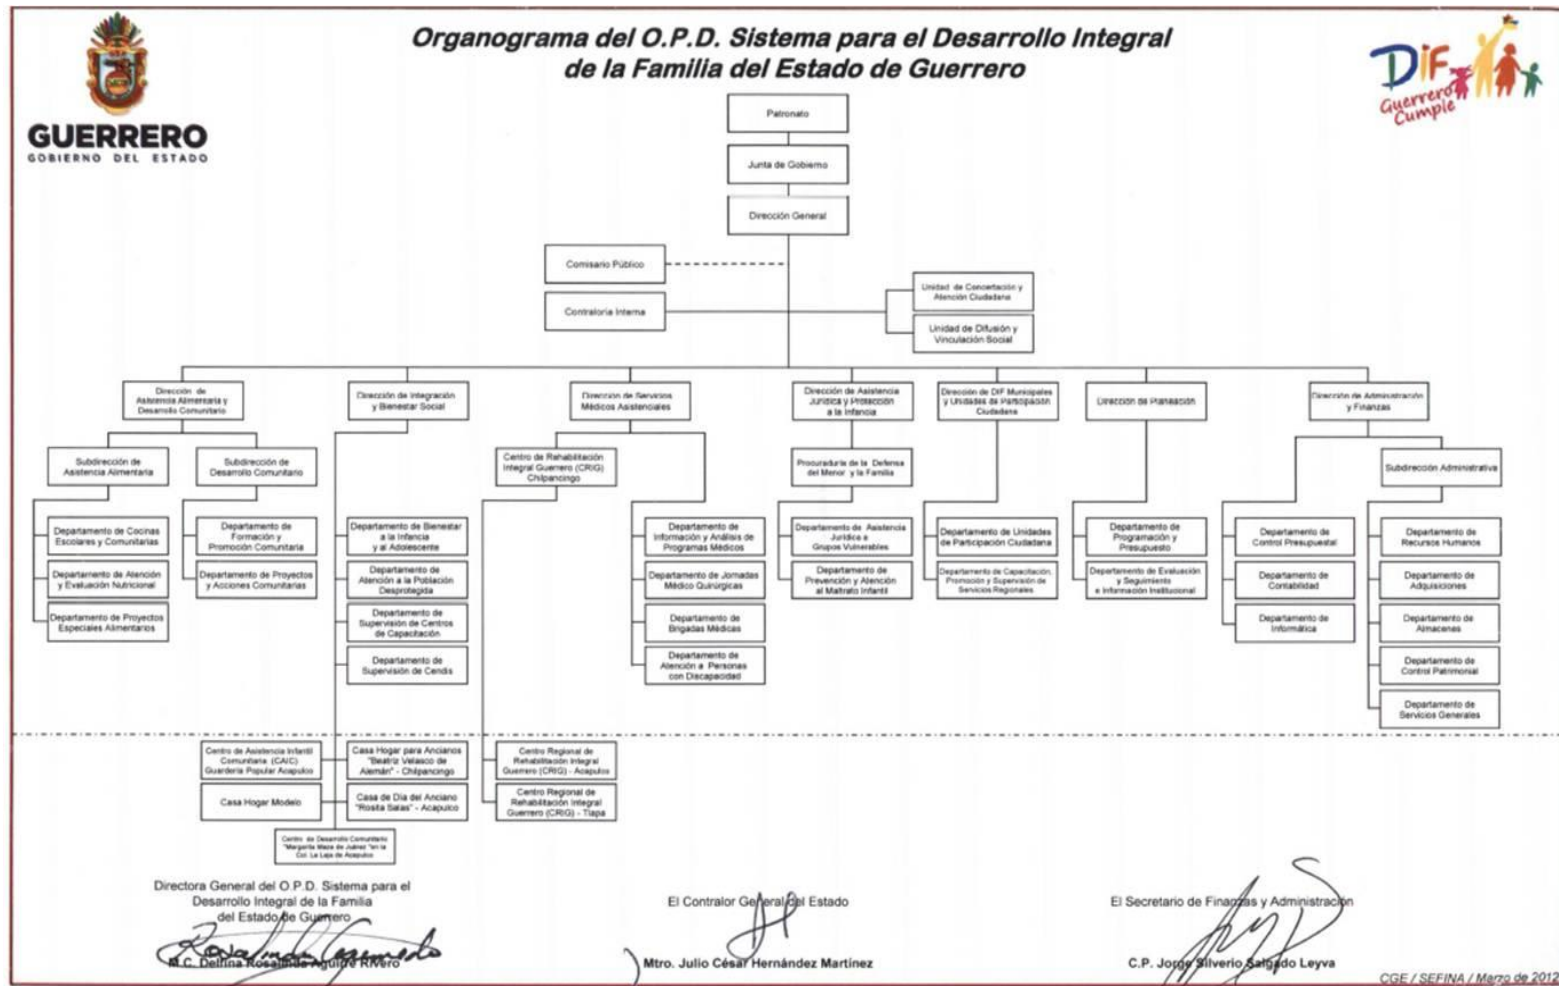 Organograma del O.P.D. Sistema para el Desarrollo Integral
de la Familia del Estado de Guerrero
GUERRERO
GOBIERNO DEL ESTADO
DIF
Guerrero
Cumple
Patronato
Junta de Gobierno
Dirección General
Comisario Público
Contraloría Interna
Unidad de Concertación y
Atención Ciudadana
Unidad de Difusión y
Vinculación Social
Dirección de
Asistencia Alimentaria y
Desarrollo Comunitario
Dirección de Integración
y Bienestar Social
Dirección de Servicios
Médicos Asistenciales
Dirección de Asistencia
Jurídica y Protección
a la Infancia
Dirección de DIF Municipales
y Unidades de Participación
Ciudadana
Dirección de Planeación
Dirección de Administración
y Finanzas
Subdirección de
Asistencia Alimentaria
Subdirección de
Desarrollo Comunitario
Centro de Rehabilitación
Integral Guerrero (CRIG)
Chilpancingo
Procuraduría de la Defensa
del Menor y la Familia
Subdirección Administrativa
Departamento de Cocinas
Escolares y Comunitarias
Departamento de Atención
y Evaluación Nutricional
Departamento de Proyectos
Especiales Alimentarios
Departamento de
Formación y
Promoción Comunitaria
Departamento de Proyectos
y Acciones Comunitarias
Departamento de Bienestar
a la Infancia
y al Adolescente
Departamento de
Atención a la Población
Desprotegida
Departamento de
Supervisión de Centros
de Capacitación
Departamento de
Supervisión de Cendis
Departamento de
Información y Análisis de
Programas Médicos
Departamento de Jornadas
Médico Quirúrgicas
Departamento de
Brigadas Médicas
Departamento de
Atención a Personas
con Discapacidad
Departamento de Asistencia
Jurídica a
Grupos Vulnerables
Departamento de
Prevención y Atención
al Maltrato Infantil
Departamento de Unidades
de Participación Ciudadana
Departamento de Capacitación,
Promoción y Supervisión de
Servicios Regionales
Departamento de
Programación y
Presupuesto
Departamento de Evaluación
y Seguimiento
e Información Institucional
Departamento de
Control Presupuestal
Departamento de
Contabilidad
Departamento de
Informática
Departamento de
Recursos Humanos
Departamento de
Adquisiciones
Departamento de
Almacenes
Departamento de
Control Patrimonial
Departamento de
Servicios Generales
Centro de Asistencia Infantil
Comunitaria (CAIC)
Guardería Popular Acapulco
Casa Hogar para Ancianos
"Beatriz Velasco de
Alemán" - Chilpancingo
Centro Regional de
Rehabilitación Integral
Guerrero (CRIG) - Acapulco
Casa Hogar Modelo
Casa de Día del Anciano
"Rosita Salas" - Acapulco
Centro Regional de
Rehabilitación Integral
Guerrero (CRIG) - Tlapa
Centro de Desarrollo Comunitario
"Margarita Maza de Juárez "en la
Col. La Laja de Acapulco
Directora General del O.P.D. Sistema para el
Desarrollo Integral de la Familia
del Estado de Guerrero
M.C. Delfina Rosalinda Aguirre Rivero
El Contralor General del Estado
Mtro. Julio César Hernández Martínez
El Secretario de Finanzas y Administración
C.P. Jorge Silverio Salgado Leyva
CGE / SEFINA / Marzo de 2012